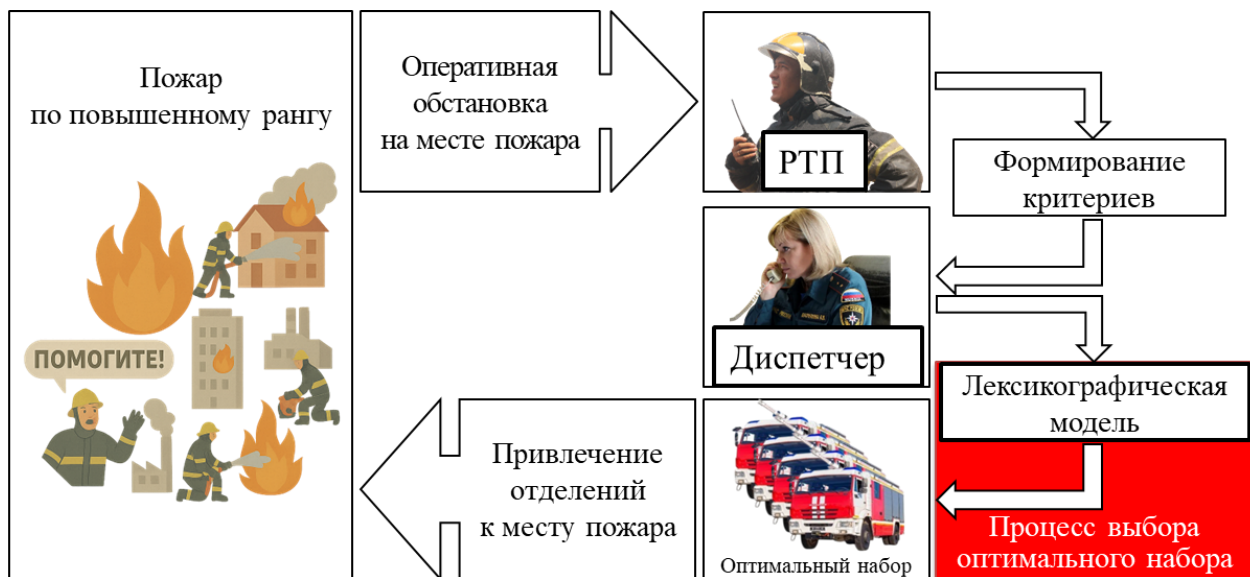 Пожар
по повышенному рангу
ПОМОГИТЕ!
Оперативная
обстановка
на месте пожара
РТП
Формирование
критериев
Диспетчер
Лексикографическая
модель
Процесс выбора
оптимального набора
Оптимальный набор
Привлечение
отделений
к месту пожара